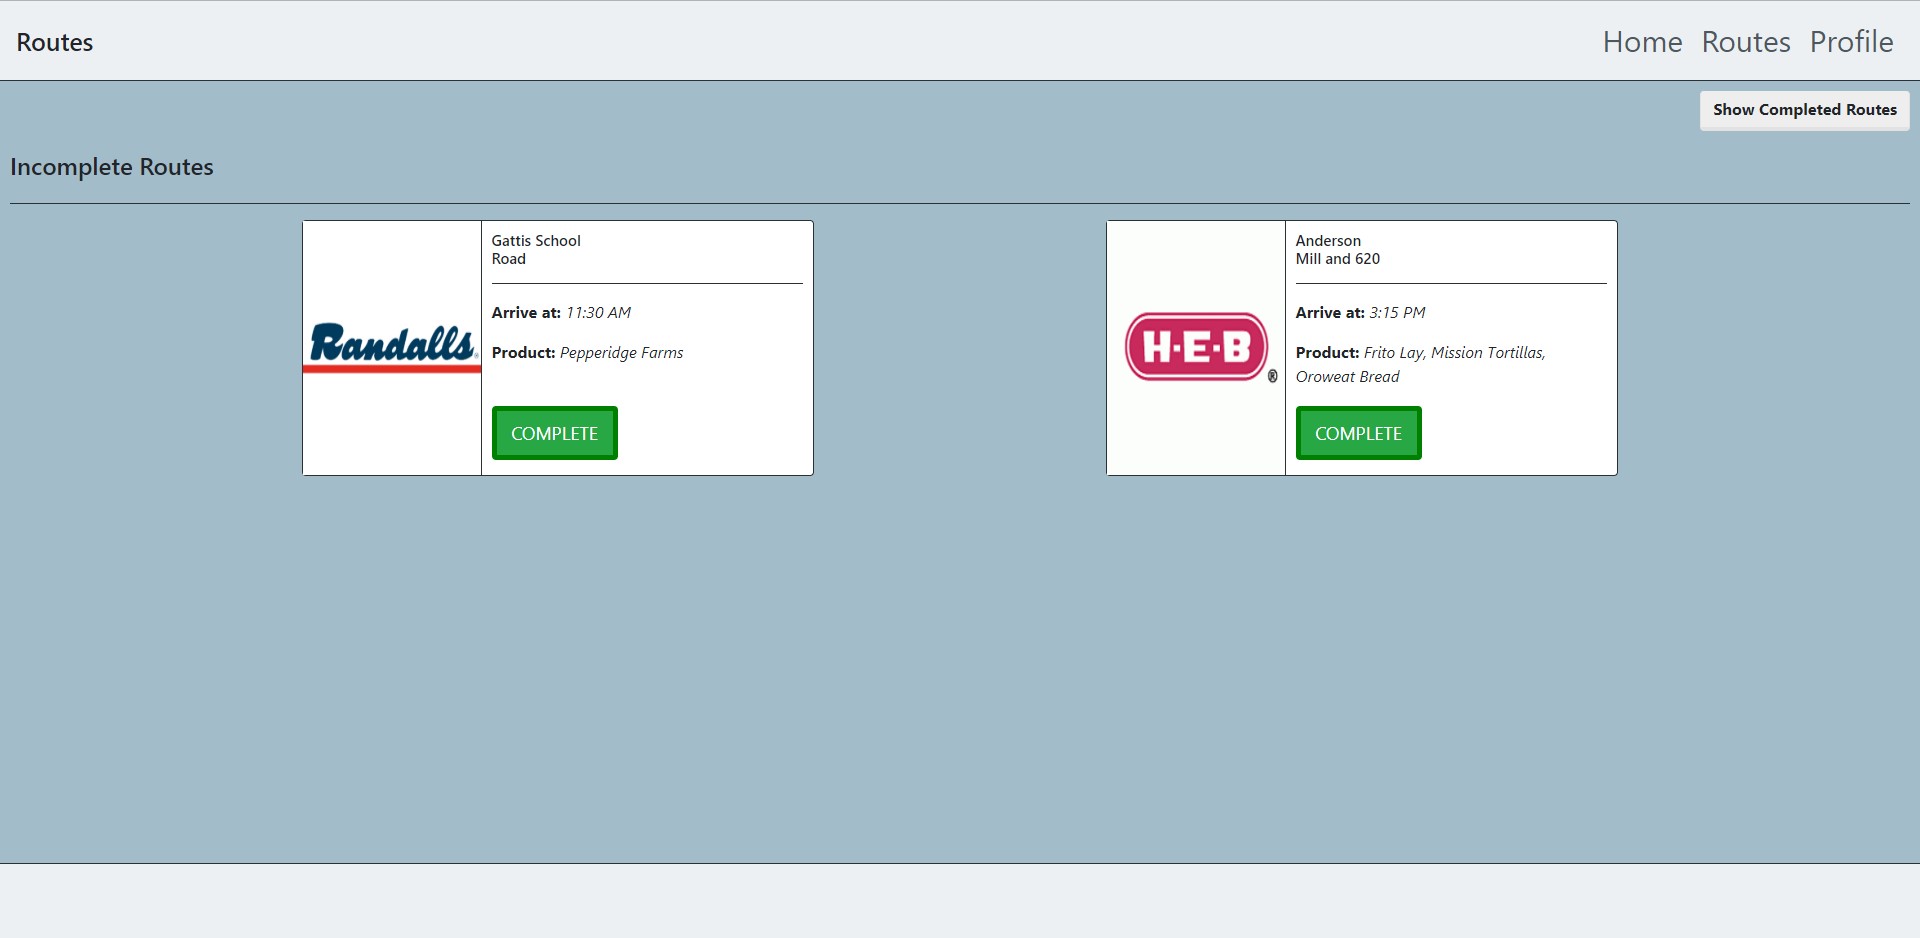 Routes
Home Routes Profile
Show Completed Routes
Incomplete Routes
Randalls
Gattis School
Road
Arrive at: 11:30 AM
Product: Pepperidge Farms
COMPLETE
H·E·B
®
Anderson
Mill and 620
Arrive at: 3:15 PM
Product: Frito Lay, Mission Tortillas,
Oroweat Bread
COMPLETE